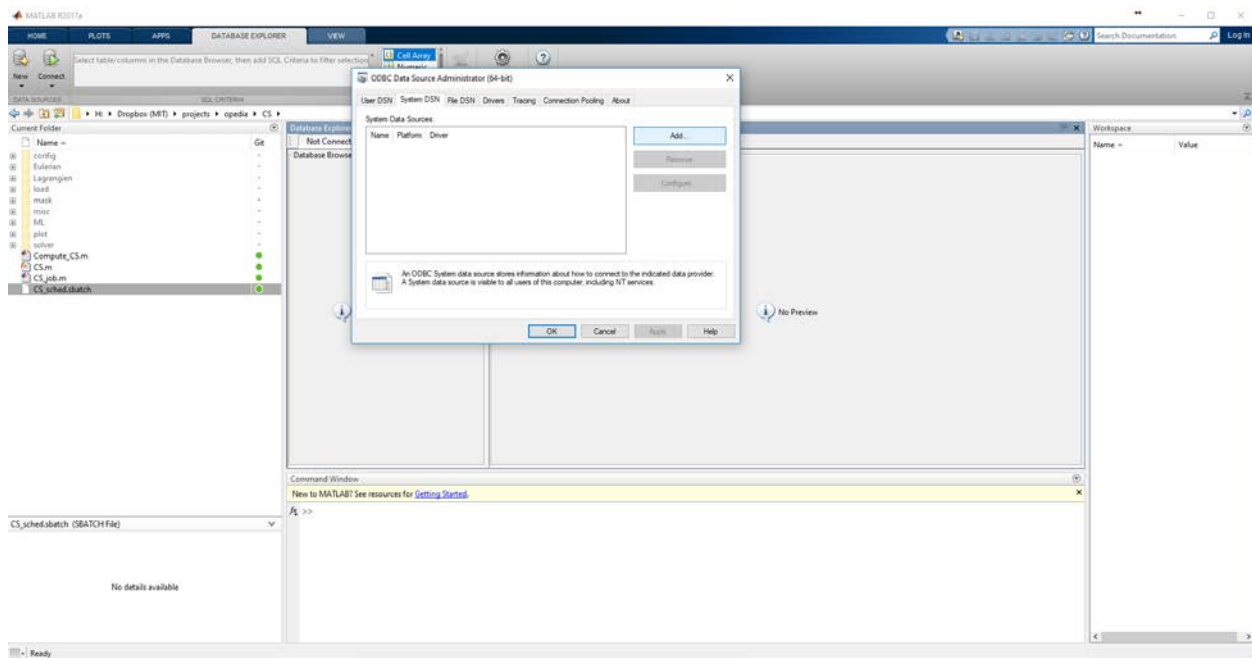 MATLAB R2017a
HOME PLOTS APPS DATABASE EXPLORER VIEW
Search Documentation
Log In
New Connect
Select table/columns in the Database Browser, then add SQL Criteria to filter selection
Cell Array
Numeric
DATA SOURCES
SQL CRITERIA
Dropbox (MIT) projects opedia CS
Current Folder
Name Git
config
Eulerian
Lagrangien
load
mask
misc
ML
plot
solver
Compute_CS.m
CS.m
CS_job.m
CS_sched.sbatch
CS_sched.sbatch (SBATCH File)
No details available
Ready
Database Explorer
Not Connect
Database Browse
ODBC Data Source Administrator (64-bit)
User DSN System DSN File DSN Drivers Tracing Connection Pooling About
System Data Sources:
Name Platform Driver
Add...
Remove
Configure...
An ODBC System data source stores information about how to connect to the indicated data provider.
A System data source is visible to all users of this computer, including NT services.
OK Cancel Apply Help
No Preview
Command Window
New to MATLAB? See resources for Getting Started.
fx >>
Workspace
Name Value